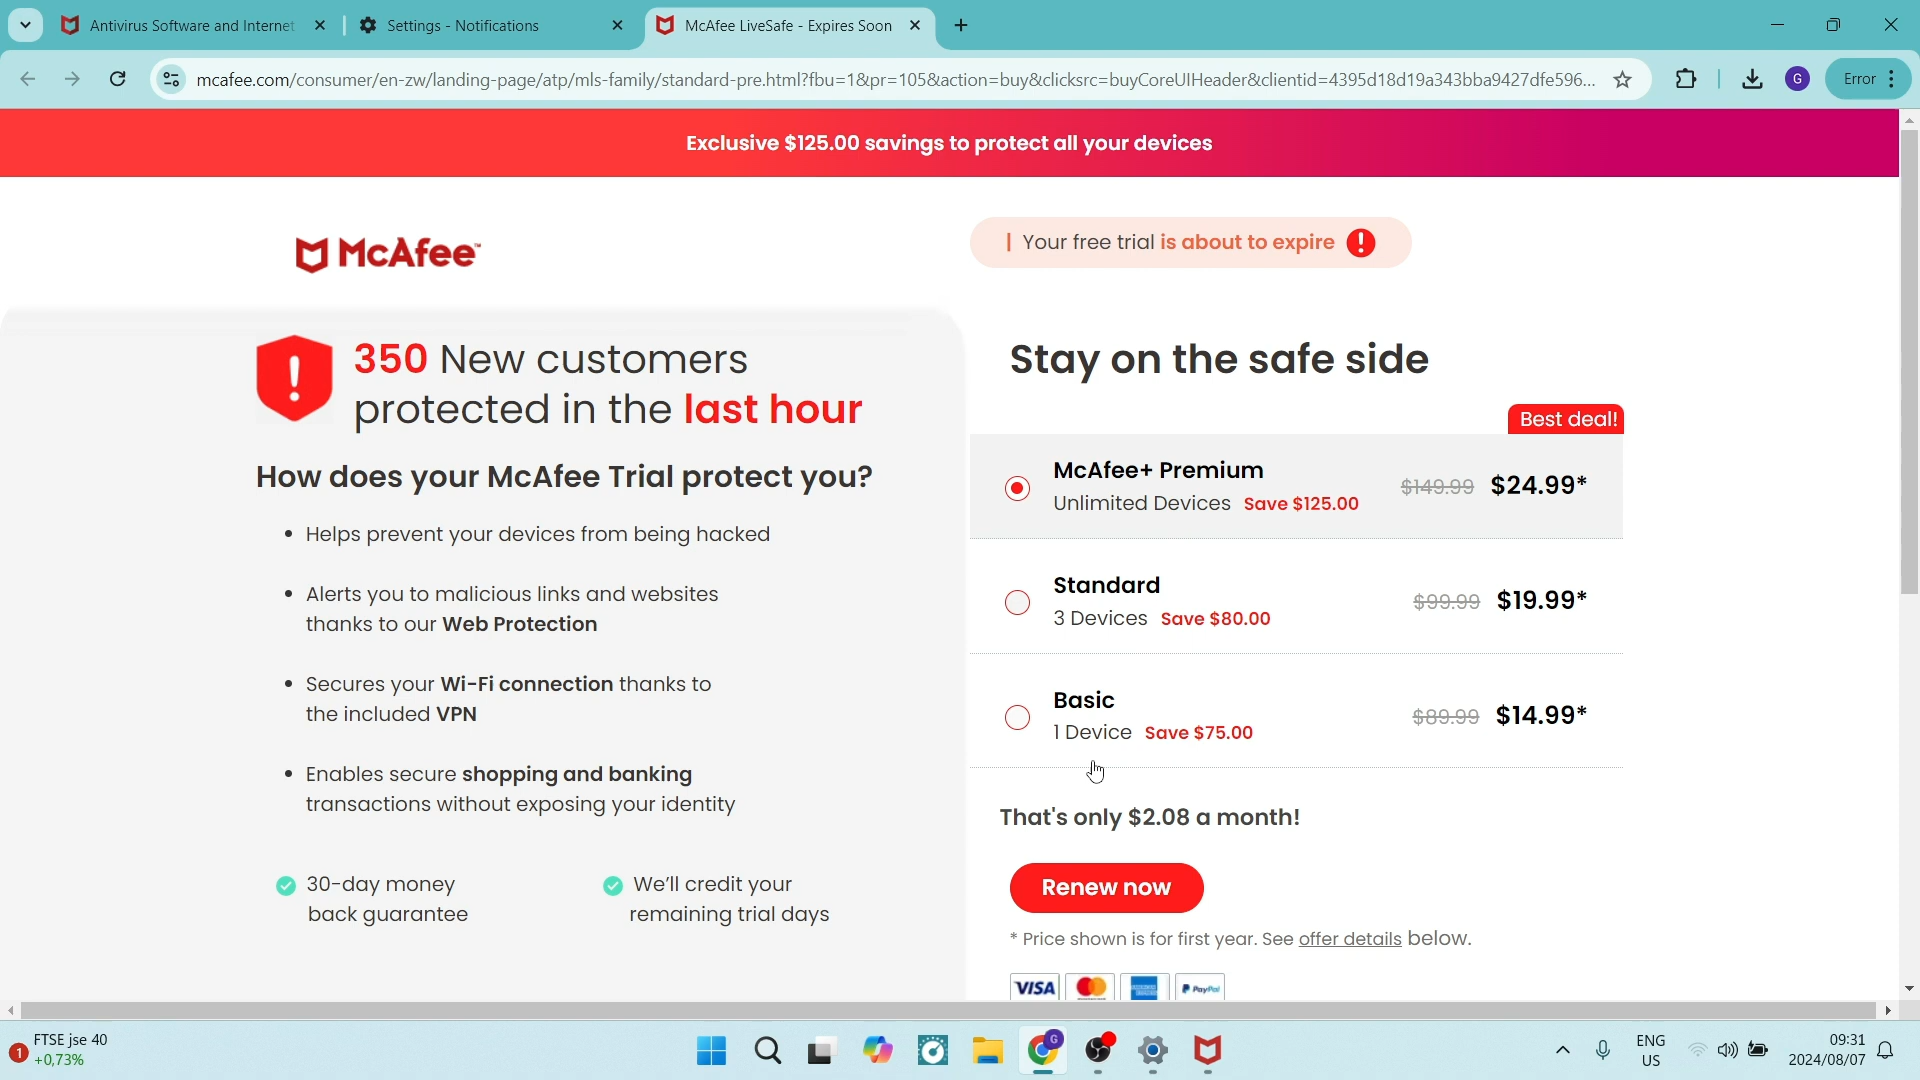 Antivirus Software and Internet
Settings - Notifications
McAfee LiveSafe - Expires Soon
mcafee.com/consumer/en-zw/landing-page/atp/mls-family/standard-pre.html?fbu=1&pr=105&action=buy&clicksrc=buyCoreUIHeader&clientid=4395d18d19a343bba9427dfe596...
G
Error
Exclusive $125.00 savings to protect all your devices
McAfee™
Your free trial is about to expire
350 New customers
protected in the last hour
How does your McAfee Trial protect you?
• Helps prevent your devices from being hacked
• Alerts you to malicious links and websites
thanks to our Web Protection
• Secures your Wi-Fi connection thanks to
the included VPN
• Enables secure shopping and banking
transactions without exposing your identity
30-day money
back guarantee
We'll credit your
remaining trial days
Stay on the safe side
Best deal!
McAfee+ Premium
Unlimited Devices Save $125.00
$149.99 $24.99*
Standard
3 Devices Save $80.00
$99.99 $19.99*
Basic
1 Device Save $75.00
$89.99 $14.99*
That's only $2.08 a month!
Renew now
* Price shown is for first year. See offer details below.
VISA
PayPal
1
FTSE jse 40
+0,73%
G
ENG
US
09:31
2024/08/07